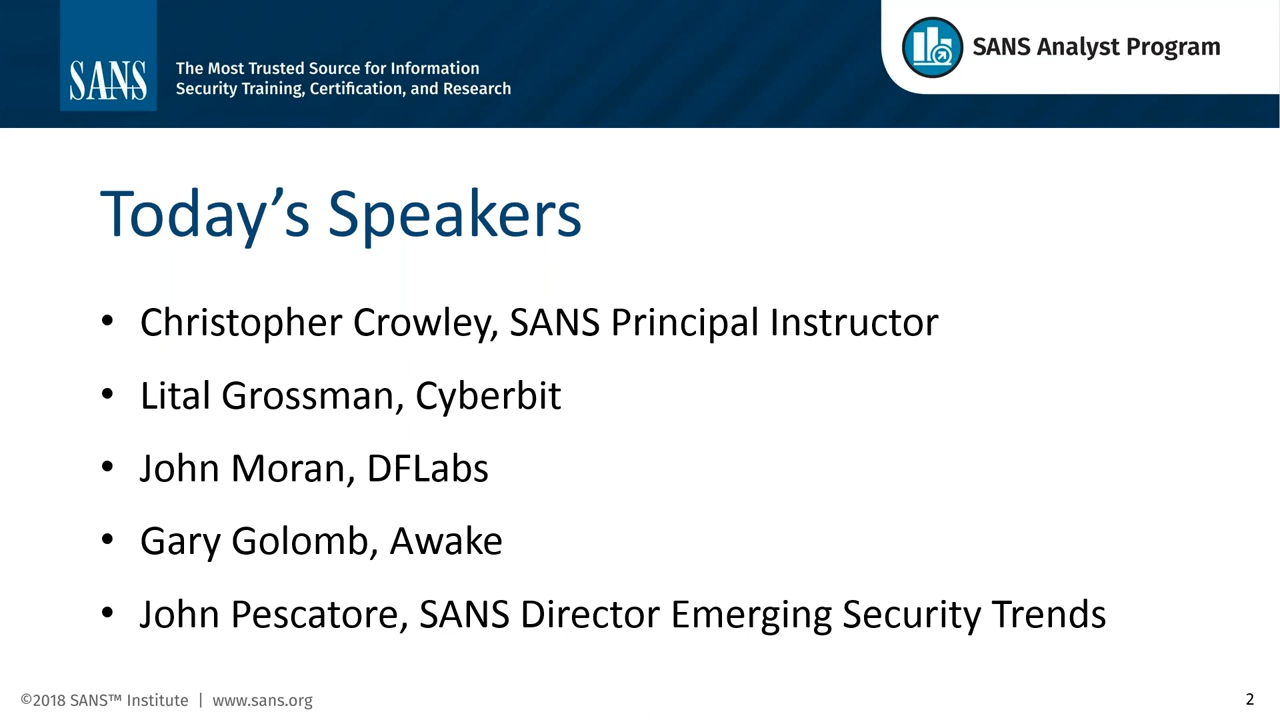 SANS
The Most Trusted Source for Information
Security Training, Certification, and Research
SANS Analyst Program
Today’s Speakers
• Christopher Crowley, SANS Principal Instructor
• Lital Grossman, Cyberbit
• John Moran, DFLabs
• Gary Golomb, Awake
• John Pescatore, SANS Director Emerging Security Trends
©2018 SANS™ Institute | www.sans.org
2